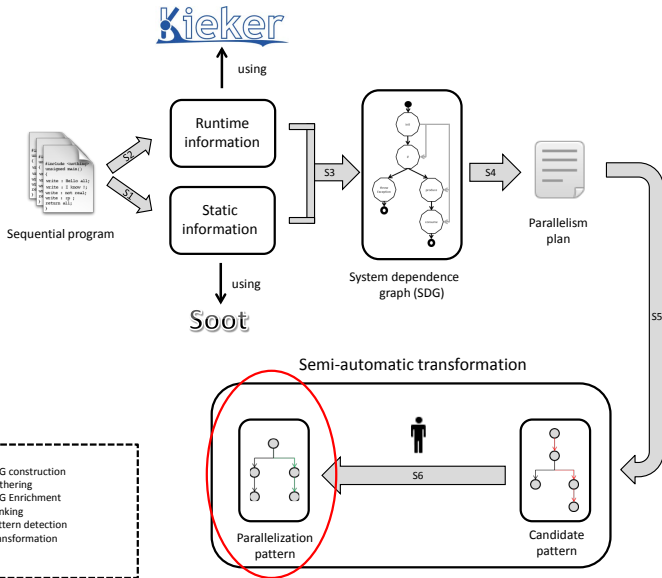 Kieker
using
Runtime
information
S2
S1
Static
information
Sequential program
using
Soot
S3
System dependence
graph (SDG)
S4
Parallelism
plan
S5
Semi-automatic transformation
S6
Parallelization
pattern
Candidate
pattern
G construction
thering
G Enrichment
nking
ttern detection
ansformation